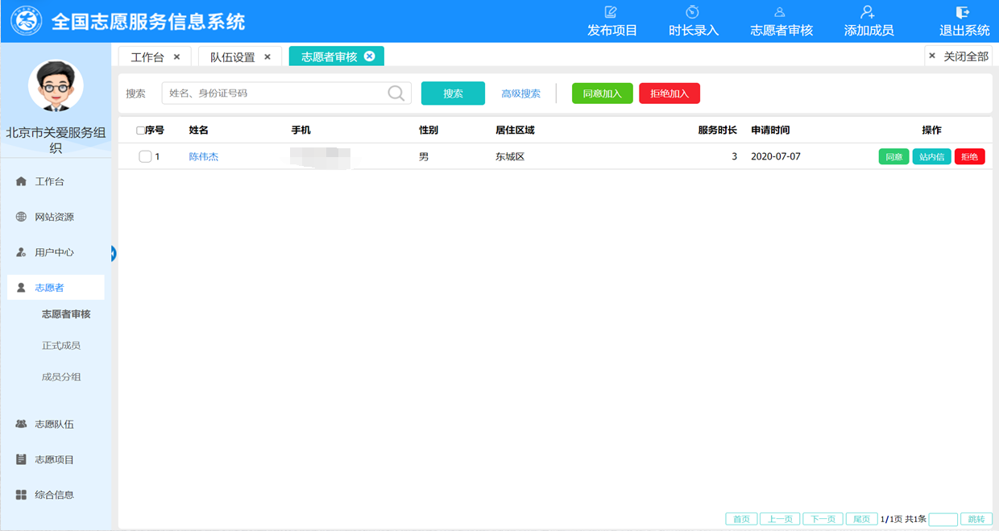 全国志愿服务信息系统
发布项目 时长录入 志愿者审核 添加成员 退出系统
工作台 × 队伍设置 × 志愿者审核 × × 关闭全部
北京市关爱服务组
织
工作台
网站资源
用户中心
志愿者
志愿者审核
正式成员
成员分组
志愿队伍
志愿项目
综合信息
搜索 姓名、身份证号码 搜索 高级搜索 同意加入 拒绝加入
序号 姓名 手机 性别 居住区域 服务时长 申请时间 操作
1 陈伟杰 男 东城区 3 2020-07-07 同意 站内信 拒绝
首页 上一页 下一页 尾页 1/1页 共1条 跳转